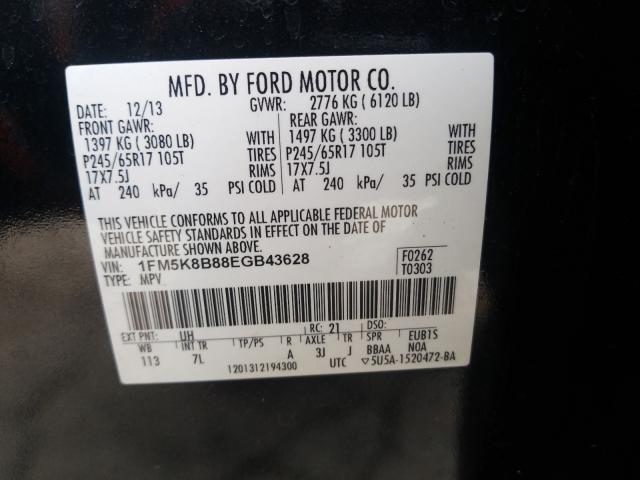 MFD. BY FORD MOTOR CO.
DATE: 12/13 GVWR: 2776 KG ( 6120 LB)
FRONT GAWR: REAR GAWR:
1397 KG ( 3080 LB) WITH 1497 KG ( 3300 LB) WITH
P245/65R17 105T TIRES P245/65R17 105T TIRES
17X7.5J RIMS 17X7.5J RIMS
AT 240 kPa/ 35 PSI COLD AT 240 kPa/ 35 PSI COLD
THIS VEHICLE CONFORMS TO ALL APPLICABLE FEDERAL MOTOR
VEHICLE SAFETY STANDARDS IN EFFECT ON THE DATE OF
MANUFACTURE SHOWN ABOVE.
VIN: 1FM5K8B88EGB43628 F0262
TYPE: MPV T0303
EXT PNT: UH RC: 21 DSO:
WB INT TR TP/PS R AXLE TR SPR EUB1S
113 7L A 3J J BBAA N0A
1201312194300 UTC ▽5U5A-1520472-BA